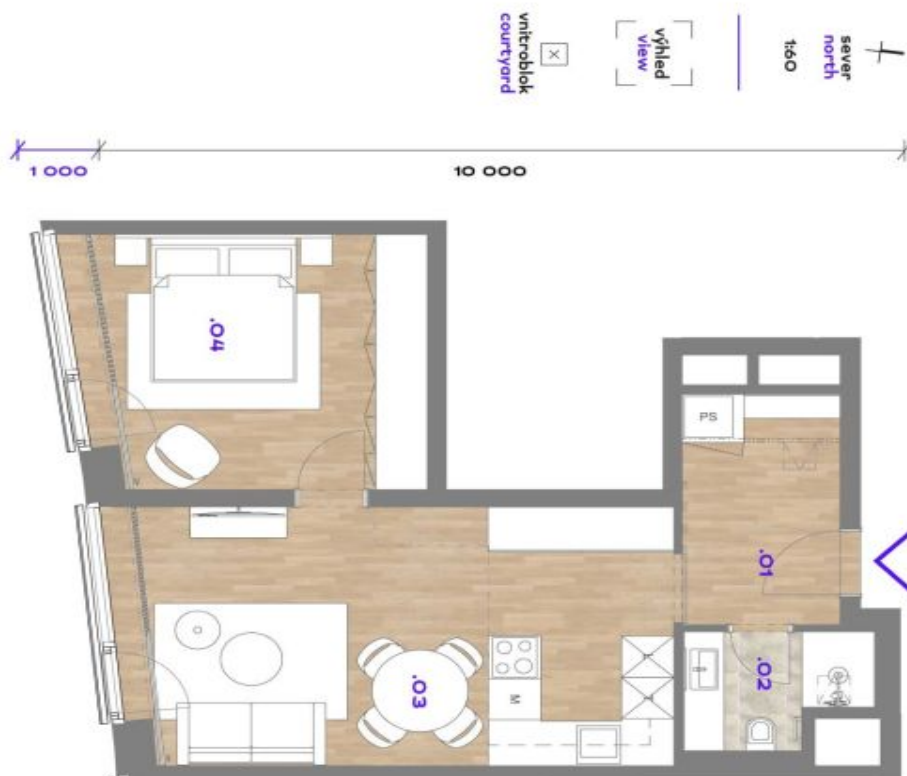 sever
north
1:60
výhled
view
vnitroblok
courtyard
1 000
10 000
.04
PS
.01
.02
.03
M